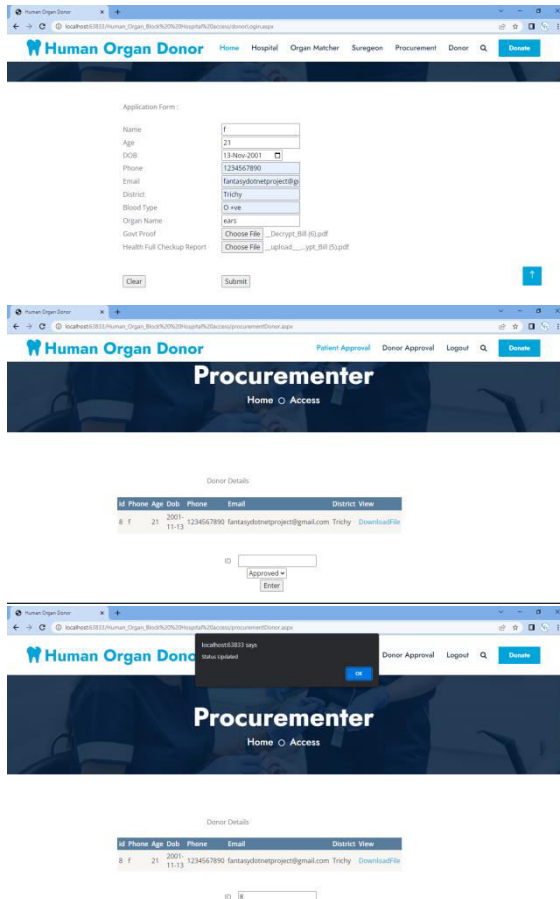 Human Organ Donor
localhost:63833/Human_Organ_Block%20%20Hospital%20access/donorLogin.aspx
Human Organ Donor Home Hospital Organ Matcher Suregeon Procurement Donor Donate
Application Form :
Name f
Age 21
DOB 13-Nov-2001
Phone 1234567890
Email fantasydotnetproject@g
District Trichy
Blood Type O +ve
Organ Name ears
Govt Proof Choose File __Decrypt_Bill (6).pdf
Health Full Checkup Report Choose File __upload___...ypt_Bill (5).pdf
Clear Submit
Human Organ Donor
localhost:63833/Human_Organ_Block%20%20Hospital%20access/procurementDonor.aspx
Human Organ Donor Patient Approval Donor Approval Logout Donate
Procurementer
Home Access
Donor Details
Id Phone Age Dob Phone Email District View
8 f 21 2001-11-13 1234567890 fantasydotnetproject@gmail.com Trichy DownloadFile
ID
Approved
Enter
Human Organ Donor
localhost:63833/Human_Organ_Block%20%20Hospital%20access/procurementDonor.aspx
localhost:63833 says
Status Updated
OK
Human Organ Dono Donor Approval Logout Donate
Procurementer
Home Access
Donor Details
Id Phone Age Dob Phone Email District View
8 f 21 2001-11-13 1234567890 fantasydotnetproject@gmail.com Trichy DownloadFile
ID 8